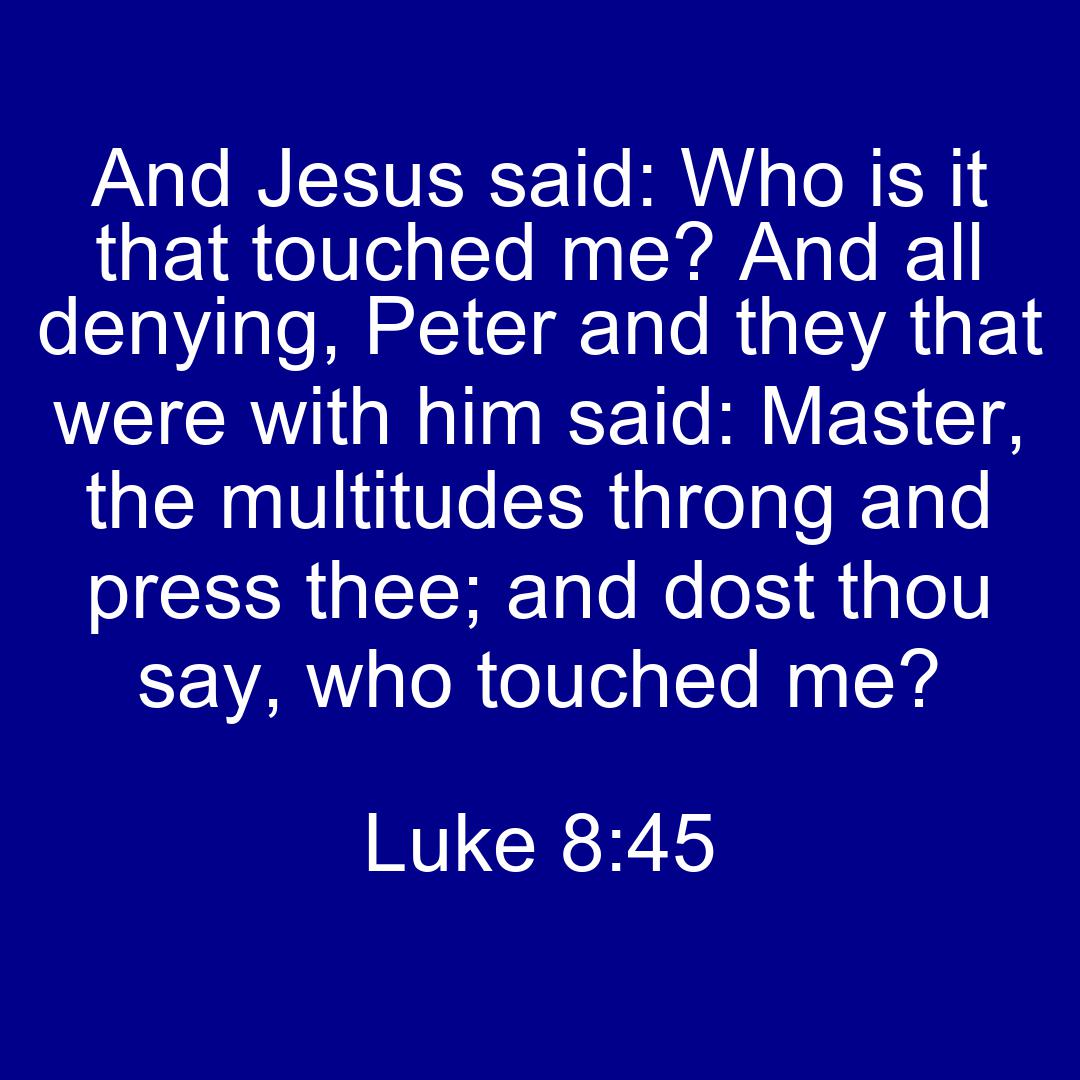 And Jesus said: Who is it
that touched me? And all
denying, Peter and they that
were with him said: Master,
the multitudes throng and
press thee; and dost thou
say, who touched me?
Luke 8:45